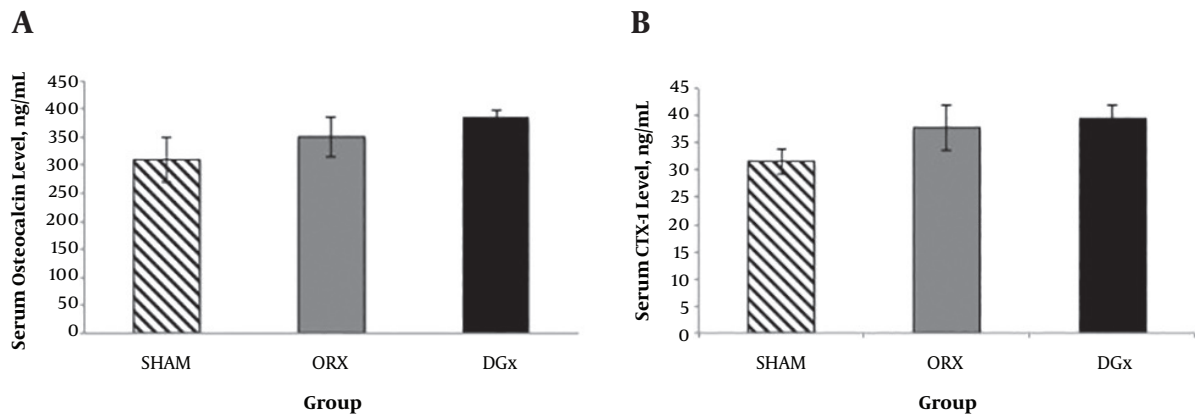 A
Serum Osteocalcin Level, ng/mL
450
400
350
300
250
200
150
100
50
0
SHAM ORX DGx
Group
B
Serum CTX-1 Level, ng/mL
45
40
35
30
25
20
15
10
5
0
SHAM ORX DGx
Group